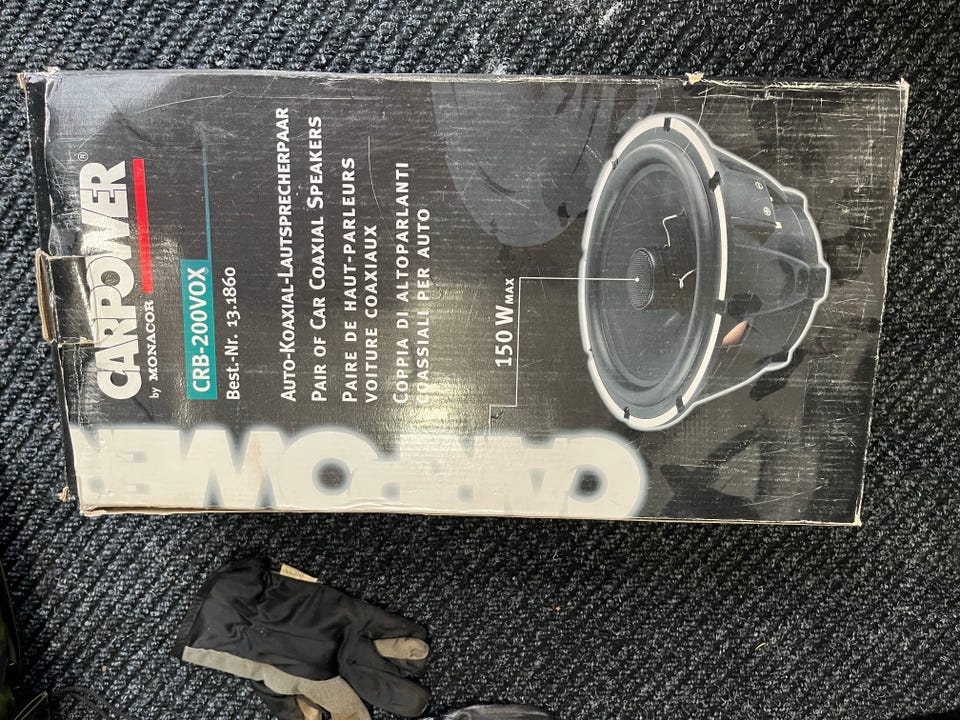 CARPOWER®
by MONACOR
CRB-200VOX
Best.-Nr. 13.1860
AUTO-KOAXIAL-LAUTSPRECHERPAAR
PAIR OF CAR COAXIAL SPEAKERS
PAIRE DE HAUT-PARLEURS
VOITURE COAXIAUX
COPPIA DI ALTOPARLANTI
COASSIALI PER AUTO
150 WMAX
CARPOWER